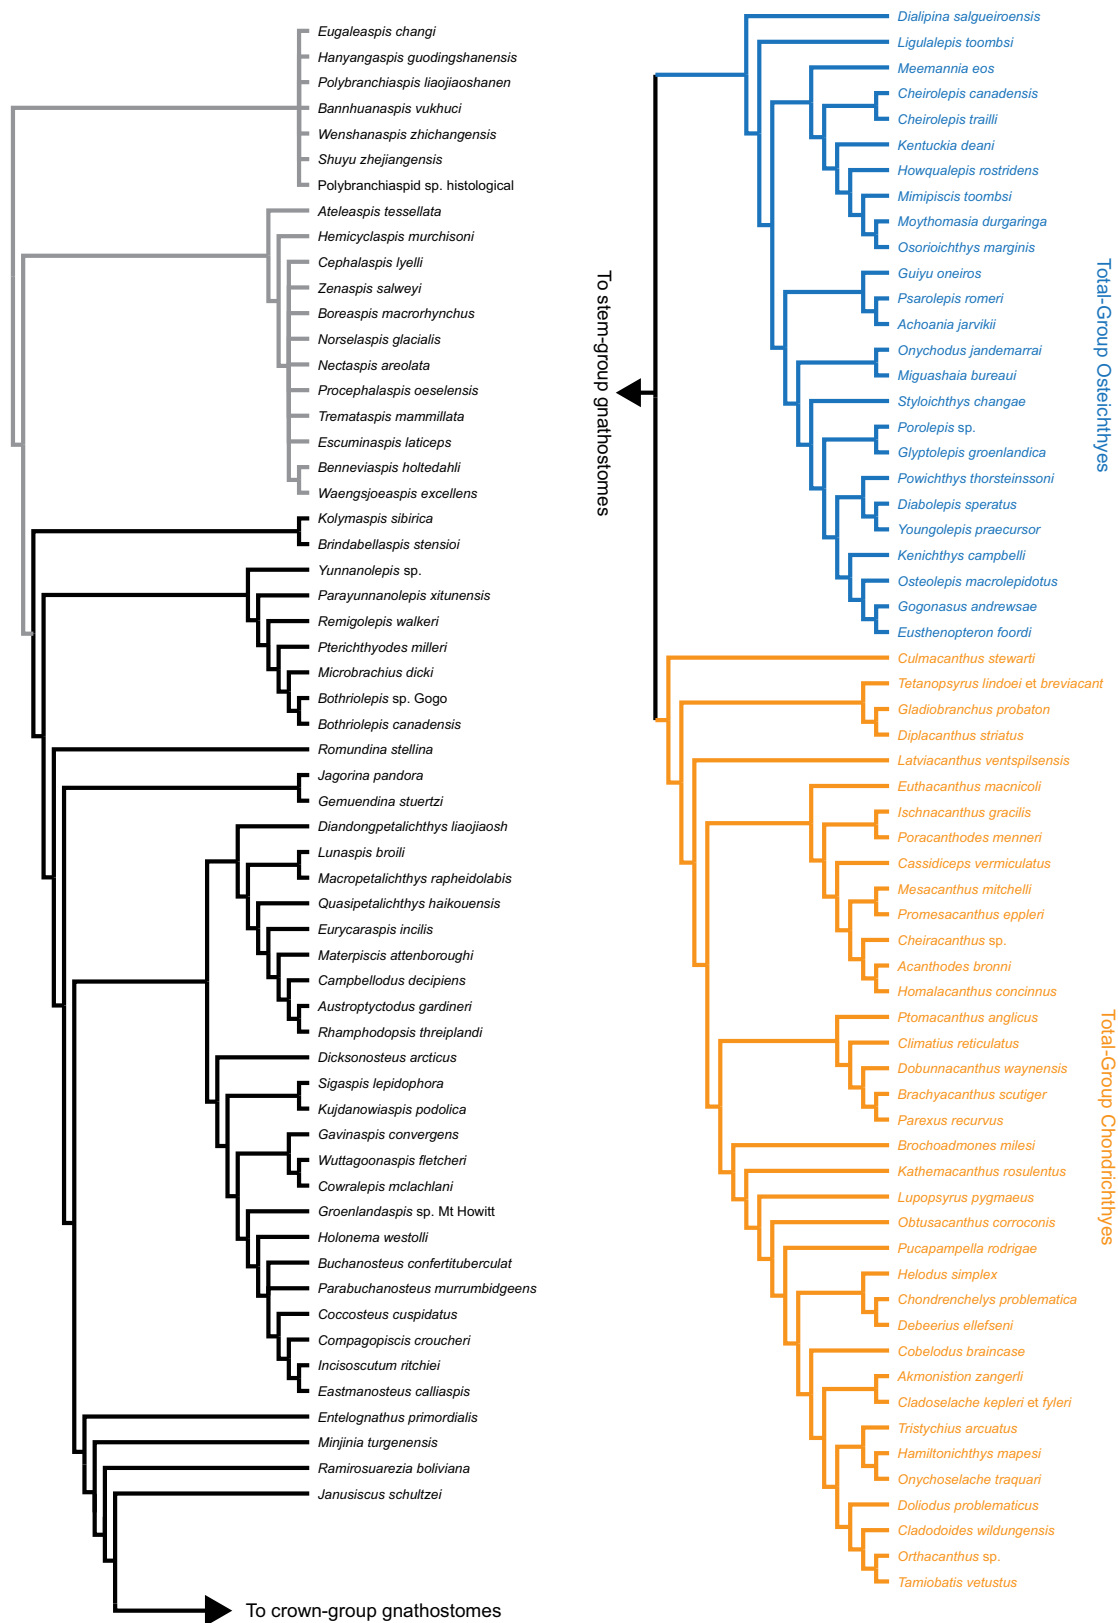 Eugaleaspis changi
Hanyangaspis guodingshanensis
Polybranchiaspis liaojiaoshanen
Bannhuanaspis vukhuci
Wenshanaspis zhichangensis
Shuyu zhejiangensis
Polybranchiaspid sp. histological
Ateleaspis tessellata
Hemicyclaspis murchisoni
Cephalaspis lyelli
Zenaspis salweyi
Boreaspis macrorhynchus
Norselaspis glacialis
Nectaspis areolata
Procephalaspis oeselensis
Tremataspis mammillata
Escuminaspis laticeps
Benneviaspis holtedahli
Waengsjoeaspis excellens
Kolymaspis sibirica
Brindabellaspis stensioi
Yunnanolepis sp.
Parayunnanolepis xitunensis
Remigolepis walkeri
Pterichthyodes milleri
Microbrachius dicki
Bothriolepis sp. Gogo
Bothriolepis canadensis
Romundina stellina
Jagorina pandora
Gemuendina stuertzi
Diandongpetalichthys liaojiaosh
Lunaspis broili
Macropetalichthys rapheidolabis
Quasipetalichthys haikouensis
Eurycaraspis incilis
Materpiscis attenboroughi
Campbellodus decipiens
Austroptyctodus gardineri
Rhamphodopsis threiplandi
Dicksonosteus arcticus
Sigaspis lepidophora
Kujdanowiaspis podolica
Gavinaspis convergens
Wuttagoonaspis fletcheri
Cowralepis mclachlani
Groenlandaspis sp. Mt Howitt
Holonema westolli
Buchanosteus confertituberculat
Parabuchanosteus murrumbidgeens
Coccosteus cuspidatus
Compagopiscis croucheri
Incisoscutum ritchiei
Eastmanosteus calliaspis
Entelognathus primordialis
Minjinia turgenensis
Ramirosuarezia boliviana
Janusiscus schultzei
To crown-group gnathostomes
To stem-group gnathostomes
Dialipina salgueiroensis
Ligulalepis toombsi
Meemannia eos
Cheirolepis canadensis
Cheirolepis trailli
Kentuckia deani
Howqualepis rostridens
Mimipiscis toombsi
Moythomasia durgaringa
Osorioichthys marginis
Guiyu oneiros
Psarolepis romeri
Achoania jarvikii
Onychodus jandemarrai
Miguashaia bureaui
Styloichthys changae
Porolepis sp.
Glyptolepis groenlandica
Powichthys thorsteinssoni
Diabolepis speratus
Youngolepis praecursor
Kenichthys campbelli
Osteolepis macrolepidotus
Gogonasus andrewsae
Eusthenopteron foordi
Total-Group Osteichthyes
Culmacanthus stewarti
Tetanopsyrus lindoei et breviacant
Gladiobranchus probaton
Diplacanthus striatus
Latviacanthus ventspilsensis
Euthacanthus macnicoli
Ischnacanthus gracilis
Poracanthodes menneri
Cassidiceps vermiculatus
Mesacanthus mitchelli
Promesacanthus eppleri
Cheiracanthus sp.
Acanthodes bronni
Homalacanthus concinnus
Ptomacanthus anglicus
Climatius reticulatus
Dobunnacanthus waynensis
Brachyacanthus scutiger
Parexus recurvus
Brochoadmones milesi
Kathemacanthus rosulentus
Lupopsyrus pygmaeus
Obtusacanthus corroconis
Pucapampella rodrigae
Helodus simplex
Chondrenchelys problematica
Debeerius ellefseni
Cobelodus braincase
Akmonistion zangerli
Cladoselache kepleri et fyleri
Tristychius arcuatus
Hamiltonichthys mapesi
Onychoselache traquari
Doliodus problematicus
Cladodoides wildungensis
Orthacanthus sp.
Tamiobatis vetustus
Total-Group Chondrichthyes